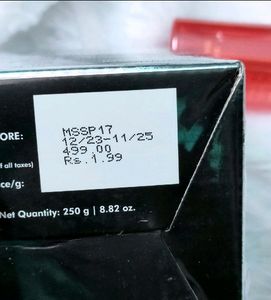 MSSP17
ORE: 12/23-11/25
of all taxes) 499.00
ce/g: Rs.1.99
Net Quantity: 250 g | 8.82 oz.